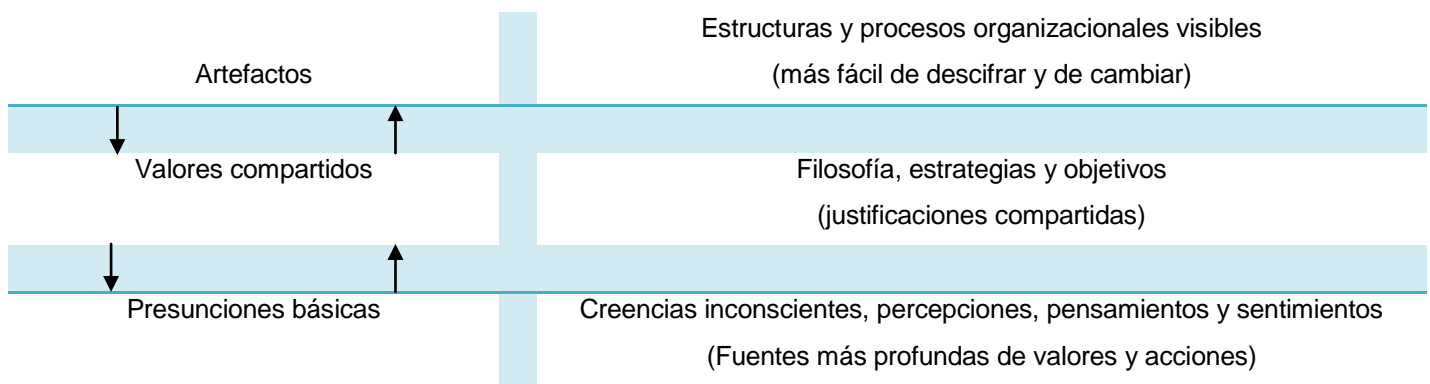 Estructuras y procesos organizacionales visibles
Artefactos
(más fácil de descifrar y de cambiar)
Valores compartidos
Filosofía, estrategias y objetivos
(justificaciones compartidas)
Presunciones básicas
Creencias inconscientes, percepciones, pensamientos y sentimientos
(Fuentes más profundas de valores y acciones)